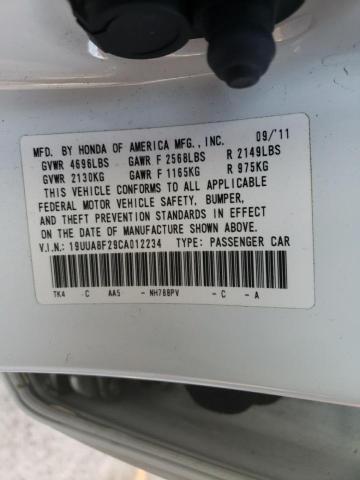 MFD. BY HONDA OF AMERICA MFG., INC. 09/'11
GVWR 4696LBS GAWR F 2568LBS R 2149LBS
GVWR 2130KG GAWR F 1165KG R 975KG
THIS VEHICLE CONFORMS TO ALL APPLICABLE
FEDERAL MOTOR VEHICLE SAFETY, BUMPER,
AND THEFT PREVENTION STANDARDS IN EFFECT
ON THE DATE OF MANUFACTURE SHOWN ABOVE.
V.I.N.: 19UUA8F29CA012234 TYPE: PASSENGER CAR
TK4 C AA5 - NH788PV - C - A